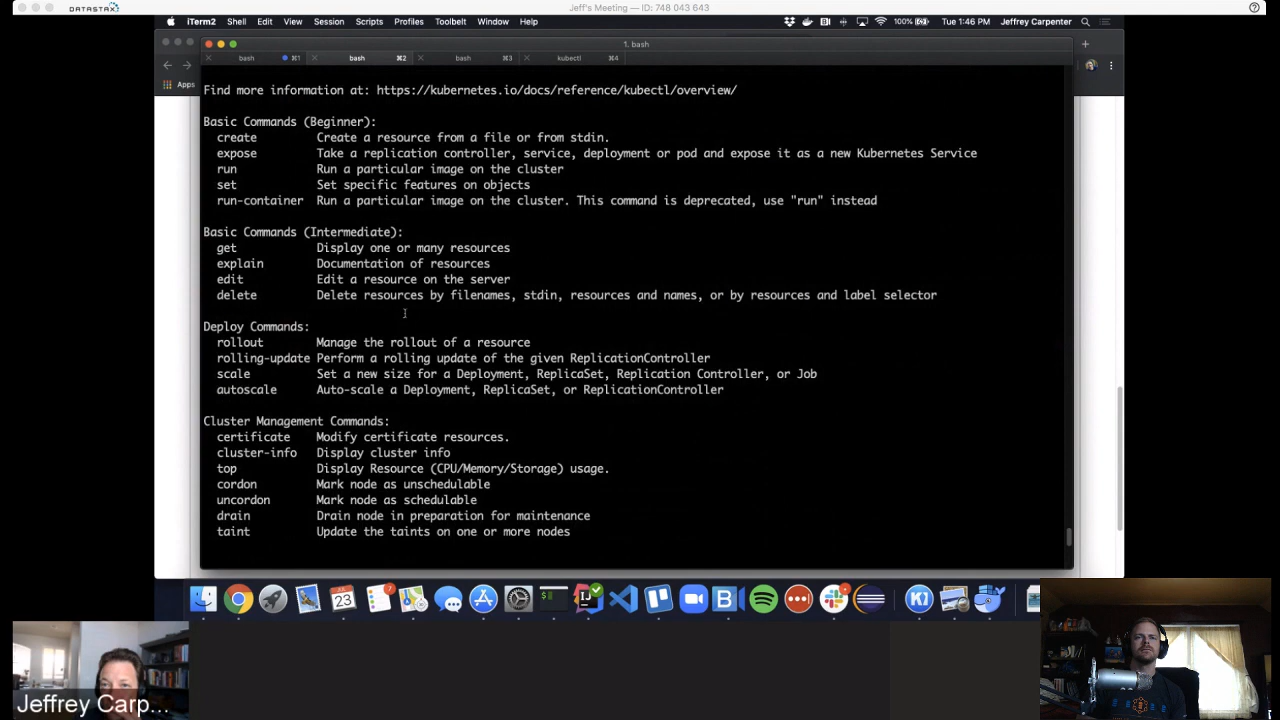 DATASTAX
Jeff's Meeting — ID: 748 043 643
iTerm2 Shell Edit View Session Scripts Profiles Toolbelt Window Help
100% Tue 1:46 PM Jeffrey Carpenter
1. bash
bash ⌘1 bash ⌘2 bash ⌘3 kubectl ⌘4
Apps
Find more information at: https://kubernetes.io/docs/reference/kubectl/overview/
Basic Commands (Beginner):
create Create a resource from a file or from stdin.
expose Take a replication controller, service, deployment or pod and expose it as a new Kubernetes Service
run Run a particular image on the cluster
set Set specific features on objects
run-container Run a particular image on the cluster. This command is deprecated, use "run" instead
Basic Commands (Intermediate):
get Display one or many resources
explain Documentation of resources
edit Edit a resource on the server
delete Delete resources by filenames, stdin, resources and names, or by resources and label selector
Deploy Commands:
rollout Manage the rollout of a resource
rolling-update Perform a rolling update of the given ReplicationController
scale Set a new size for a Deployment, ReplicaSet, Replication Controller, or Job
autoscale Auto-scale a Deployment, ReplicaSet, or ReplicationController
Cluster Management Commands:
certificate Modify certificate resources.
cluster-info Display cluster info
top Display Resource (CPU/Memory/Storage) usage.
cordon Mark node as unschedulable
uncordon Mark node as schedulable
drain Drain node in preparation for maintenance
taint Update the taints on one or more nodes
23
7
IJ
B
KI
Jeffrey Carp...